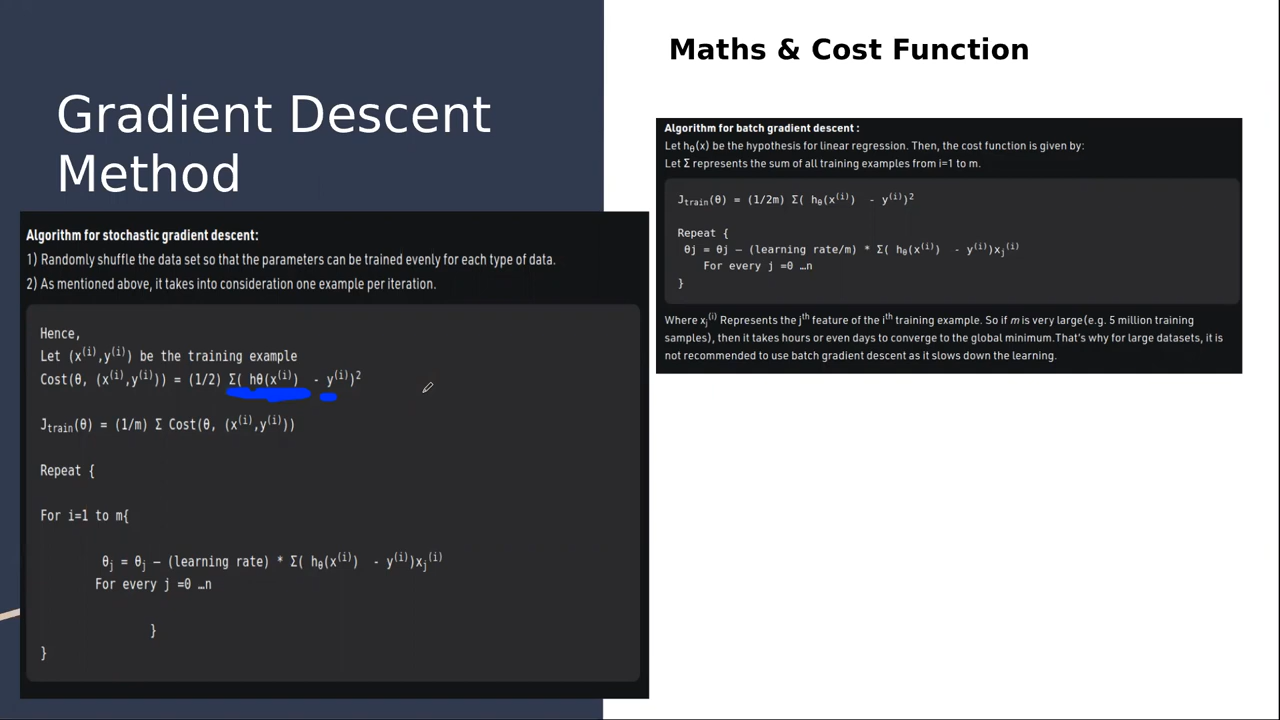 Gradient Descent
Method
Algorithm for stochastic gradient descent:
1) Randomly shuffle the data set so that the parameters can be trained evenly for each type of data.
2) As mentioned above, it takes into consideration one example per iteration.
Hence,
Let (x⁽ⁱ⁾,y⁽ⁱ⁾) be the training example
Cost(θ, (x⁽ⁱ⁾,y⁽ⁱ⁾)) = (1/2) Σ( hθ(x⁽ⁱ⁾) - y⁽ⁱ⁾)²
Jtrain(θ) = (1/m) Σ Cost(θ, (x⁽ⁱ⁾,y⁽ⁱ⁾))
Repeat {
For i=1 to m{
θj = θj – (learning rate) * Σ( hθ(x⁽ⁱ⁾) - y⁽ⁱ⁾)xj⁽ⁱ⁾
For every j =0 …n
}
}
Maths & Cost Function
Algorithm for batch gradient descent :
Let hθ(x) be the hypothesis for linear regression. Then, the cost function is given by:
Let Σ represents the sum of all training examples from i=1 to m.
Jtrain(θ) = (1/2m) Σ( hθ(x⁽ⁱ⁾) - y⁽ⁱ⁾)²
Repeat {
θj = θj – (learning rate/m) * Σ( hθ(x⁽ⁱ⁾) - y⁽ⁱ⁾)xj⁽ⁱ⁾
For every j =0 …n
}
Where xj⁽ⁱ⁾ Represents the jth feature of the ith training example. So if m is very large(e.g. 5 million training
samples), then it takes hours or even days to converge to the global minimum.That's why for large datasets, it is
not recommended to use batch gradient descent as it slows down the learning.